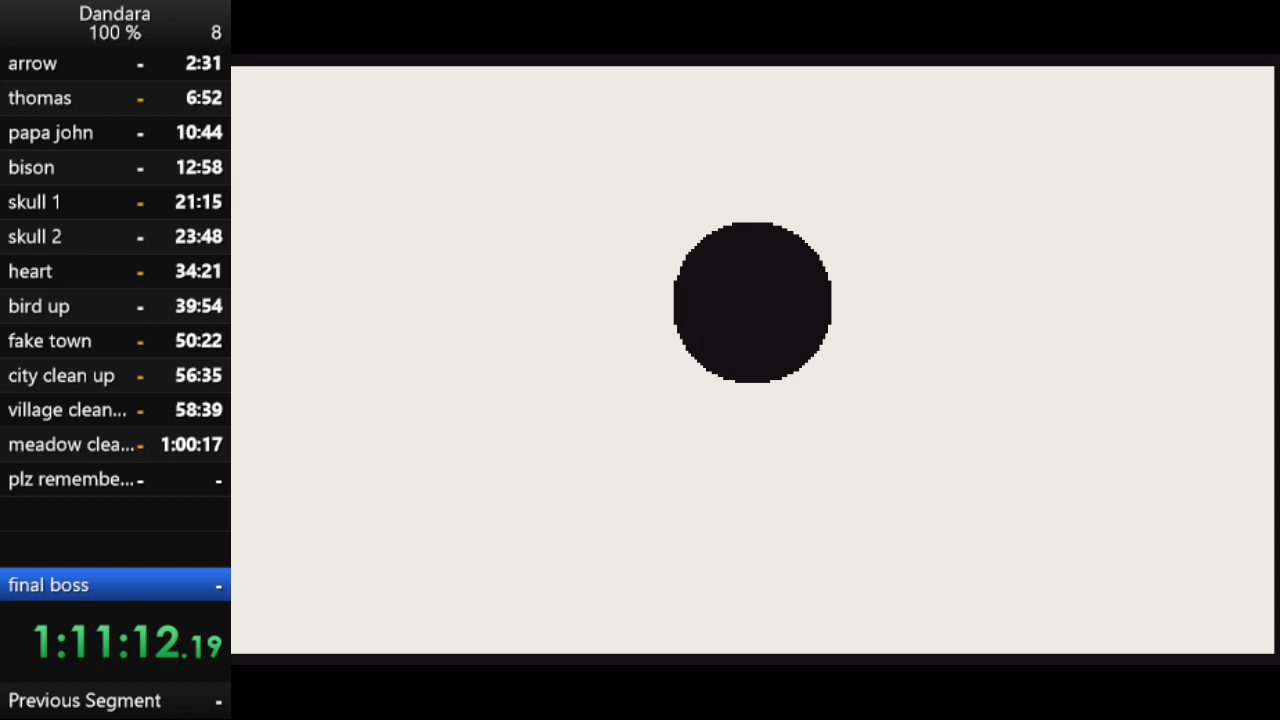 Dandara
100 % 8
arrow - 2:31
thomas - 6:52
papa john - 10:44
bison - 12:58
skull 1 - 21:15
skull 2 - 23:48
heart - 34:21
bird up - 39:54
fake town - 50:22
city clean up - 56:35
village clean... - 58:39
meadow clea... - 1:00:17
plz remembe... - -
final boss -
1:11:12.19
Previous Segment -